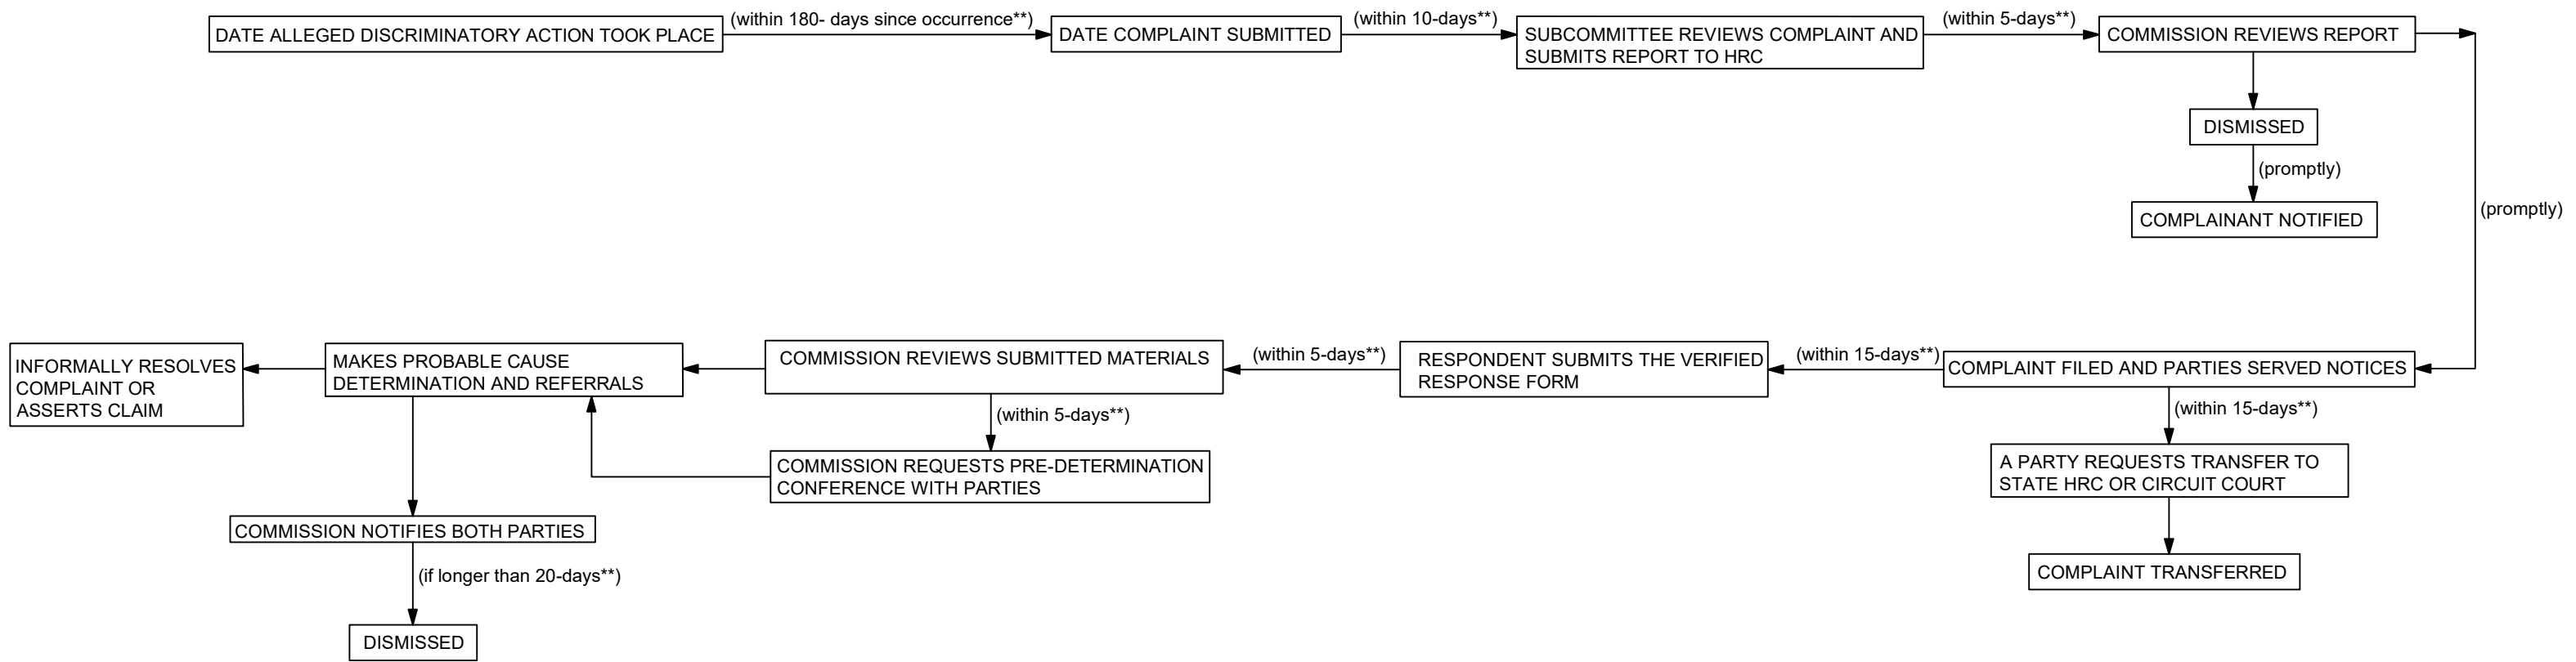 DATE ALLEGED DISCRIMINATORY ACTION TOOK PLACE
(within 180- days since occurrence**)
DATE COMPLAINT SUBMITTED
(within 10-days**)
SUBCOMMITTEE REVIEWS COMPLAINT AND
SUBMITS REPORT TO HRC
(within 5-days**)
COMMISSION REVIEWS REPORT
DISMISSED
(promptly)
COMPLAINANT NOTIFIED
(promptly)
COMPLAINT FILED AND PARTIES SERVED NOTICES
(within 15-days**)
A PARTY REQUESTS TRANSFER TO
STATE HRC OR CIRCUIT COURT
COMPLAINT TRANSFERRED
(within 15-days**)
RESPONDENT SUBMITS THE VERIFIED
RESPONSE FORM
(within 5-days**)
COMMISSION REVIEWS SUBMITTED MATERIALS
(within 5-days**)
COMMISSION REQUESTS PRE-DETERMINATION
CONFERENCE WITH PARTIES
MAKES PROBABLE CAUSE
DETERMINATION AND REFERRALS
INFORMALLY RESOLVES
COMPLAINT OR
ASSERTS CLAIM
COMMISSION NOTIFIES BOTH PARTIES
(if longer than 20-days**)
DISMISSED